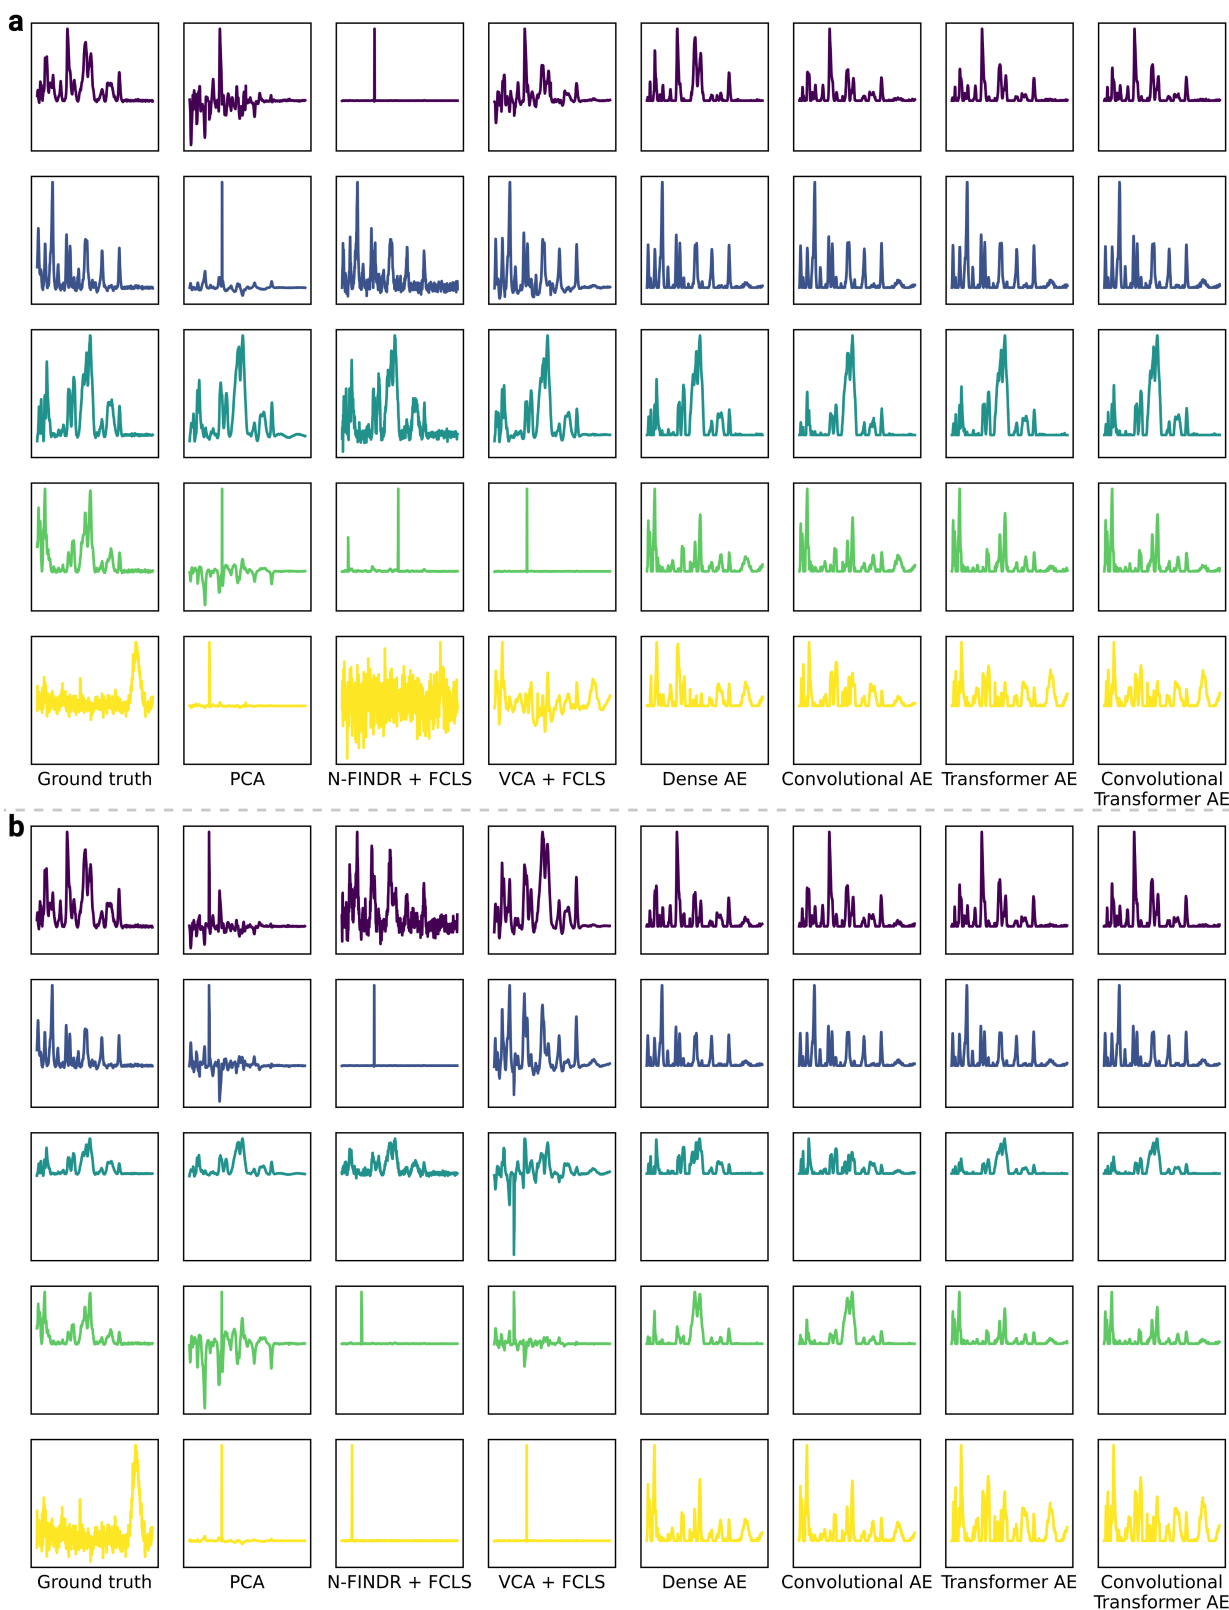 a
Ground truth
PCA
N-FINDR + FCLS
VCA + FCLS
Dense AE
Convolutional AE
Transformer AE
Convolutional
Transformer AE
b
Ground truth
PCA
N-FINDR + FCLS
VCA + FCLS
Dense AE
Convolutional AE
Transformer AE
Convolutional
Transformer AE